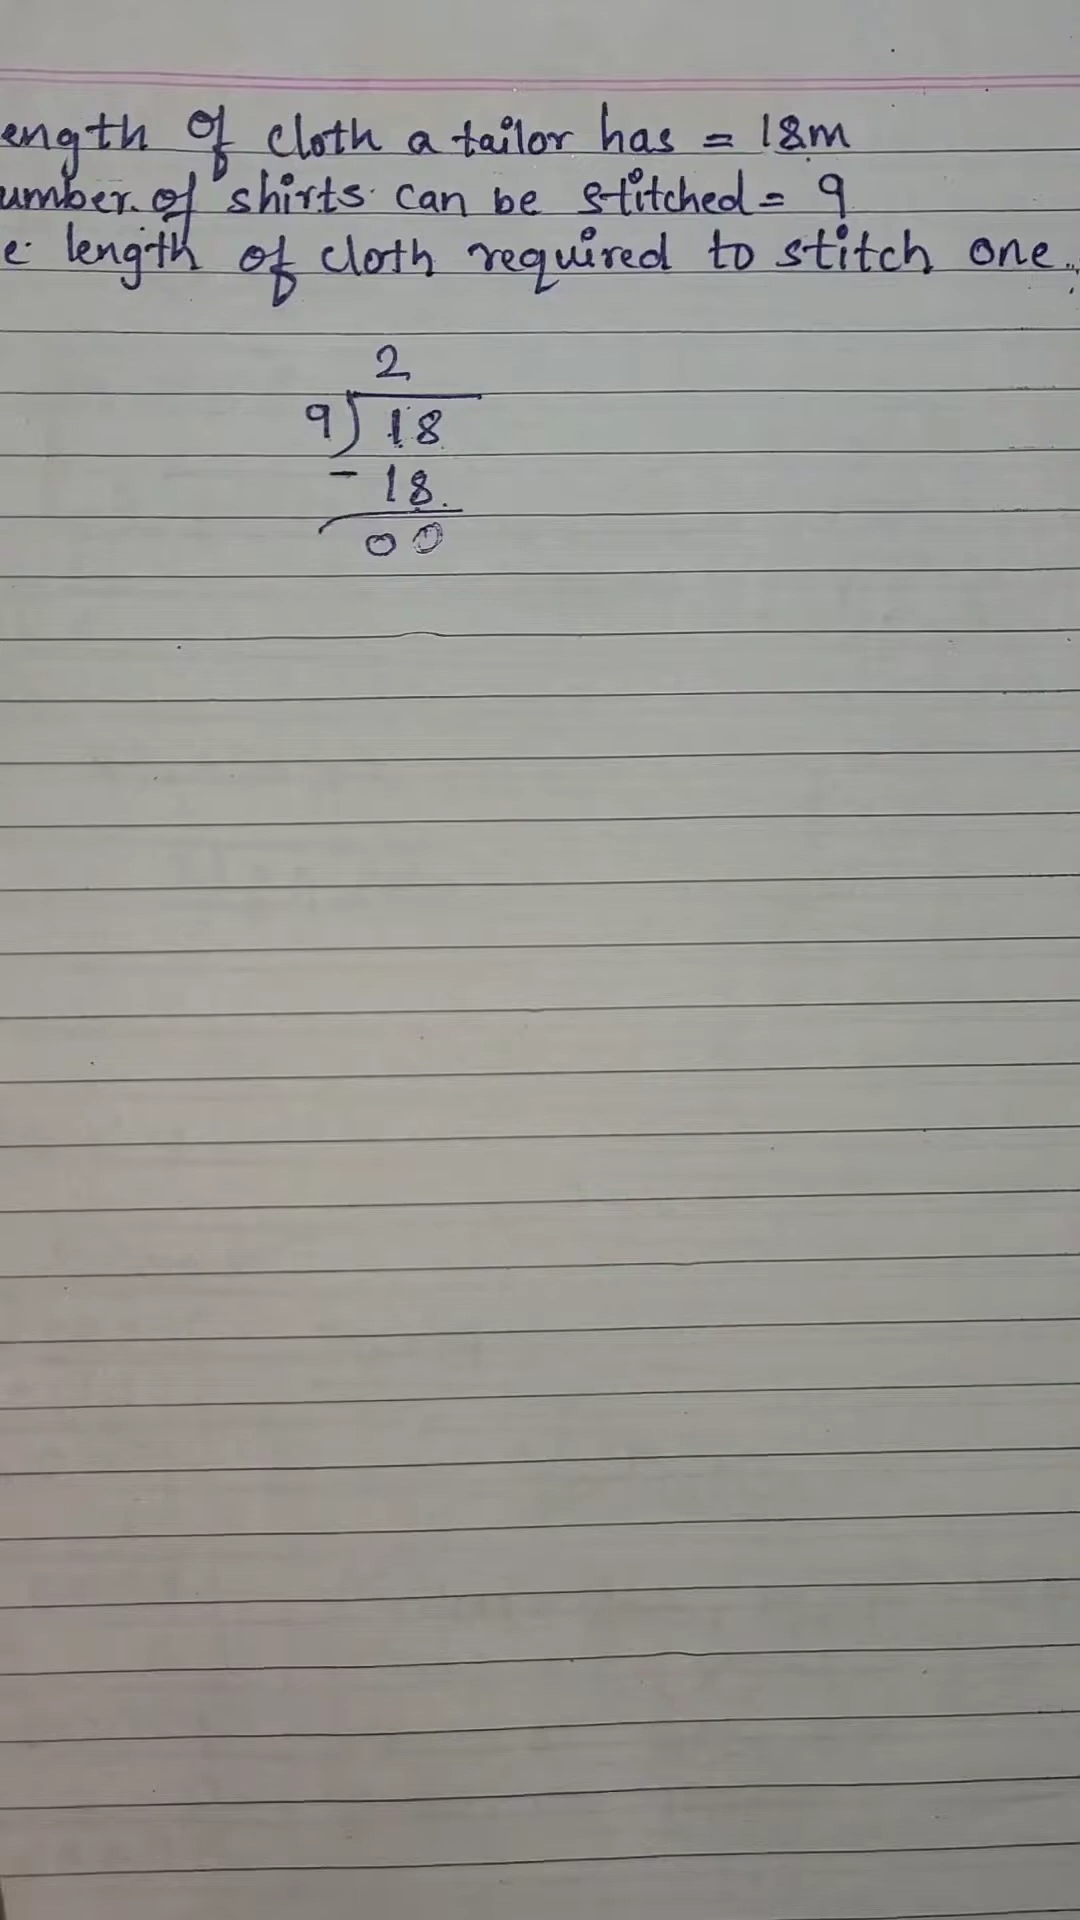 ength of cloth a tailor has = 18m
umber of shirts can be stitched = 9
e length of cloth required to stitch one
2
9) 18
- 18
00